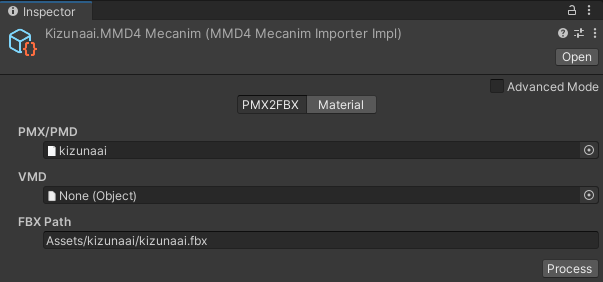 Inspector
Kizunaai.MMD4 Mecanim (MMD4 Mecanim Importer Impl)
Open
Advanced Mode
PMX2FBX Material
PMX/PMD
kizunaai
VMD
None (Object)
FBX Path
Assets/kizunaai/kizunaai.fbx
Process